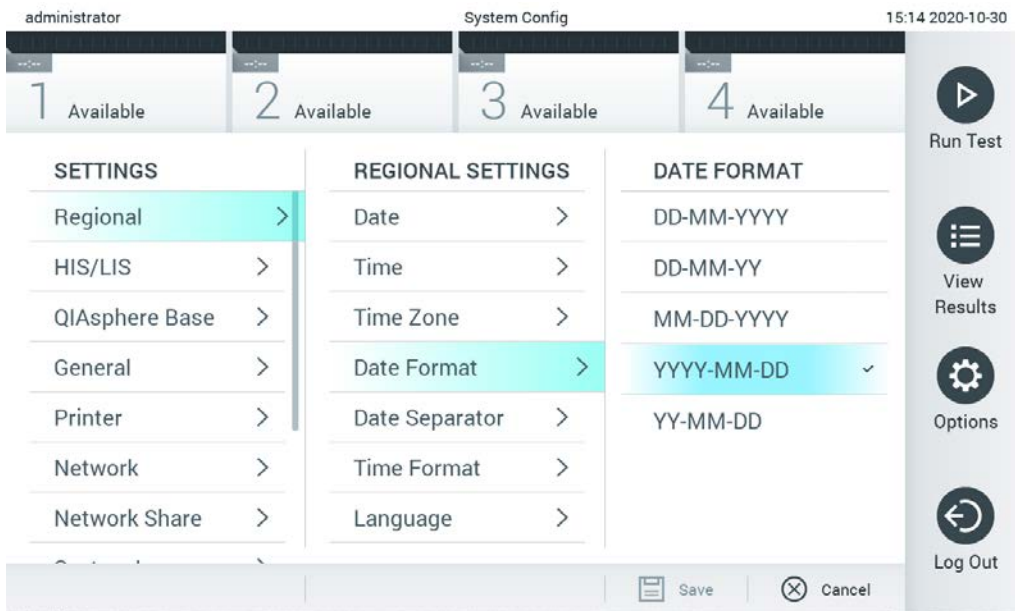 administrator System Config 15:14 2020-10-30
--:-- --:-- --:-- --:--
1 Available 2 Available 3 Available 4 Available
Run Test
View
Results
Options
Log Out
SETTINGS
Regional
HIS/LIS
QIAsphere Base
General
Printer
Network
Network Share
REGIONAL SETTINGS
Date
Time
Time Zone
Date Format
Date Separator
Time Format
Language
DATE FORMAT
DD-MM-YYYY
DD-MM-YY
MM-DD-YYYY
YYYY-MM-DD
YY-MM-DD
Save Cancel